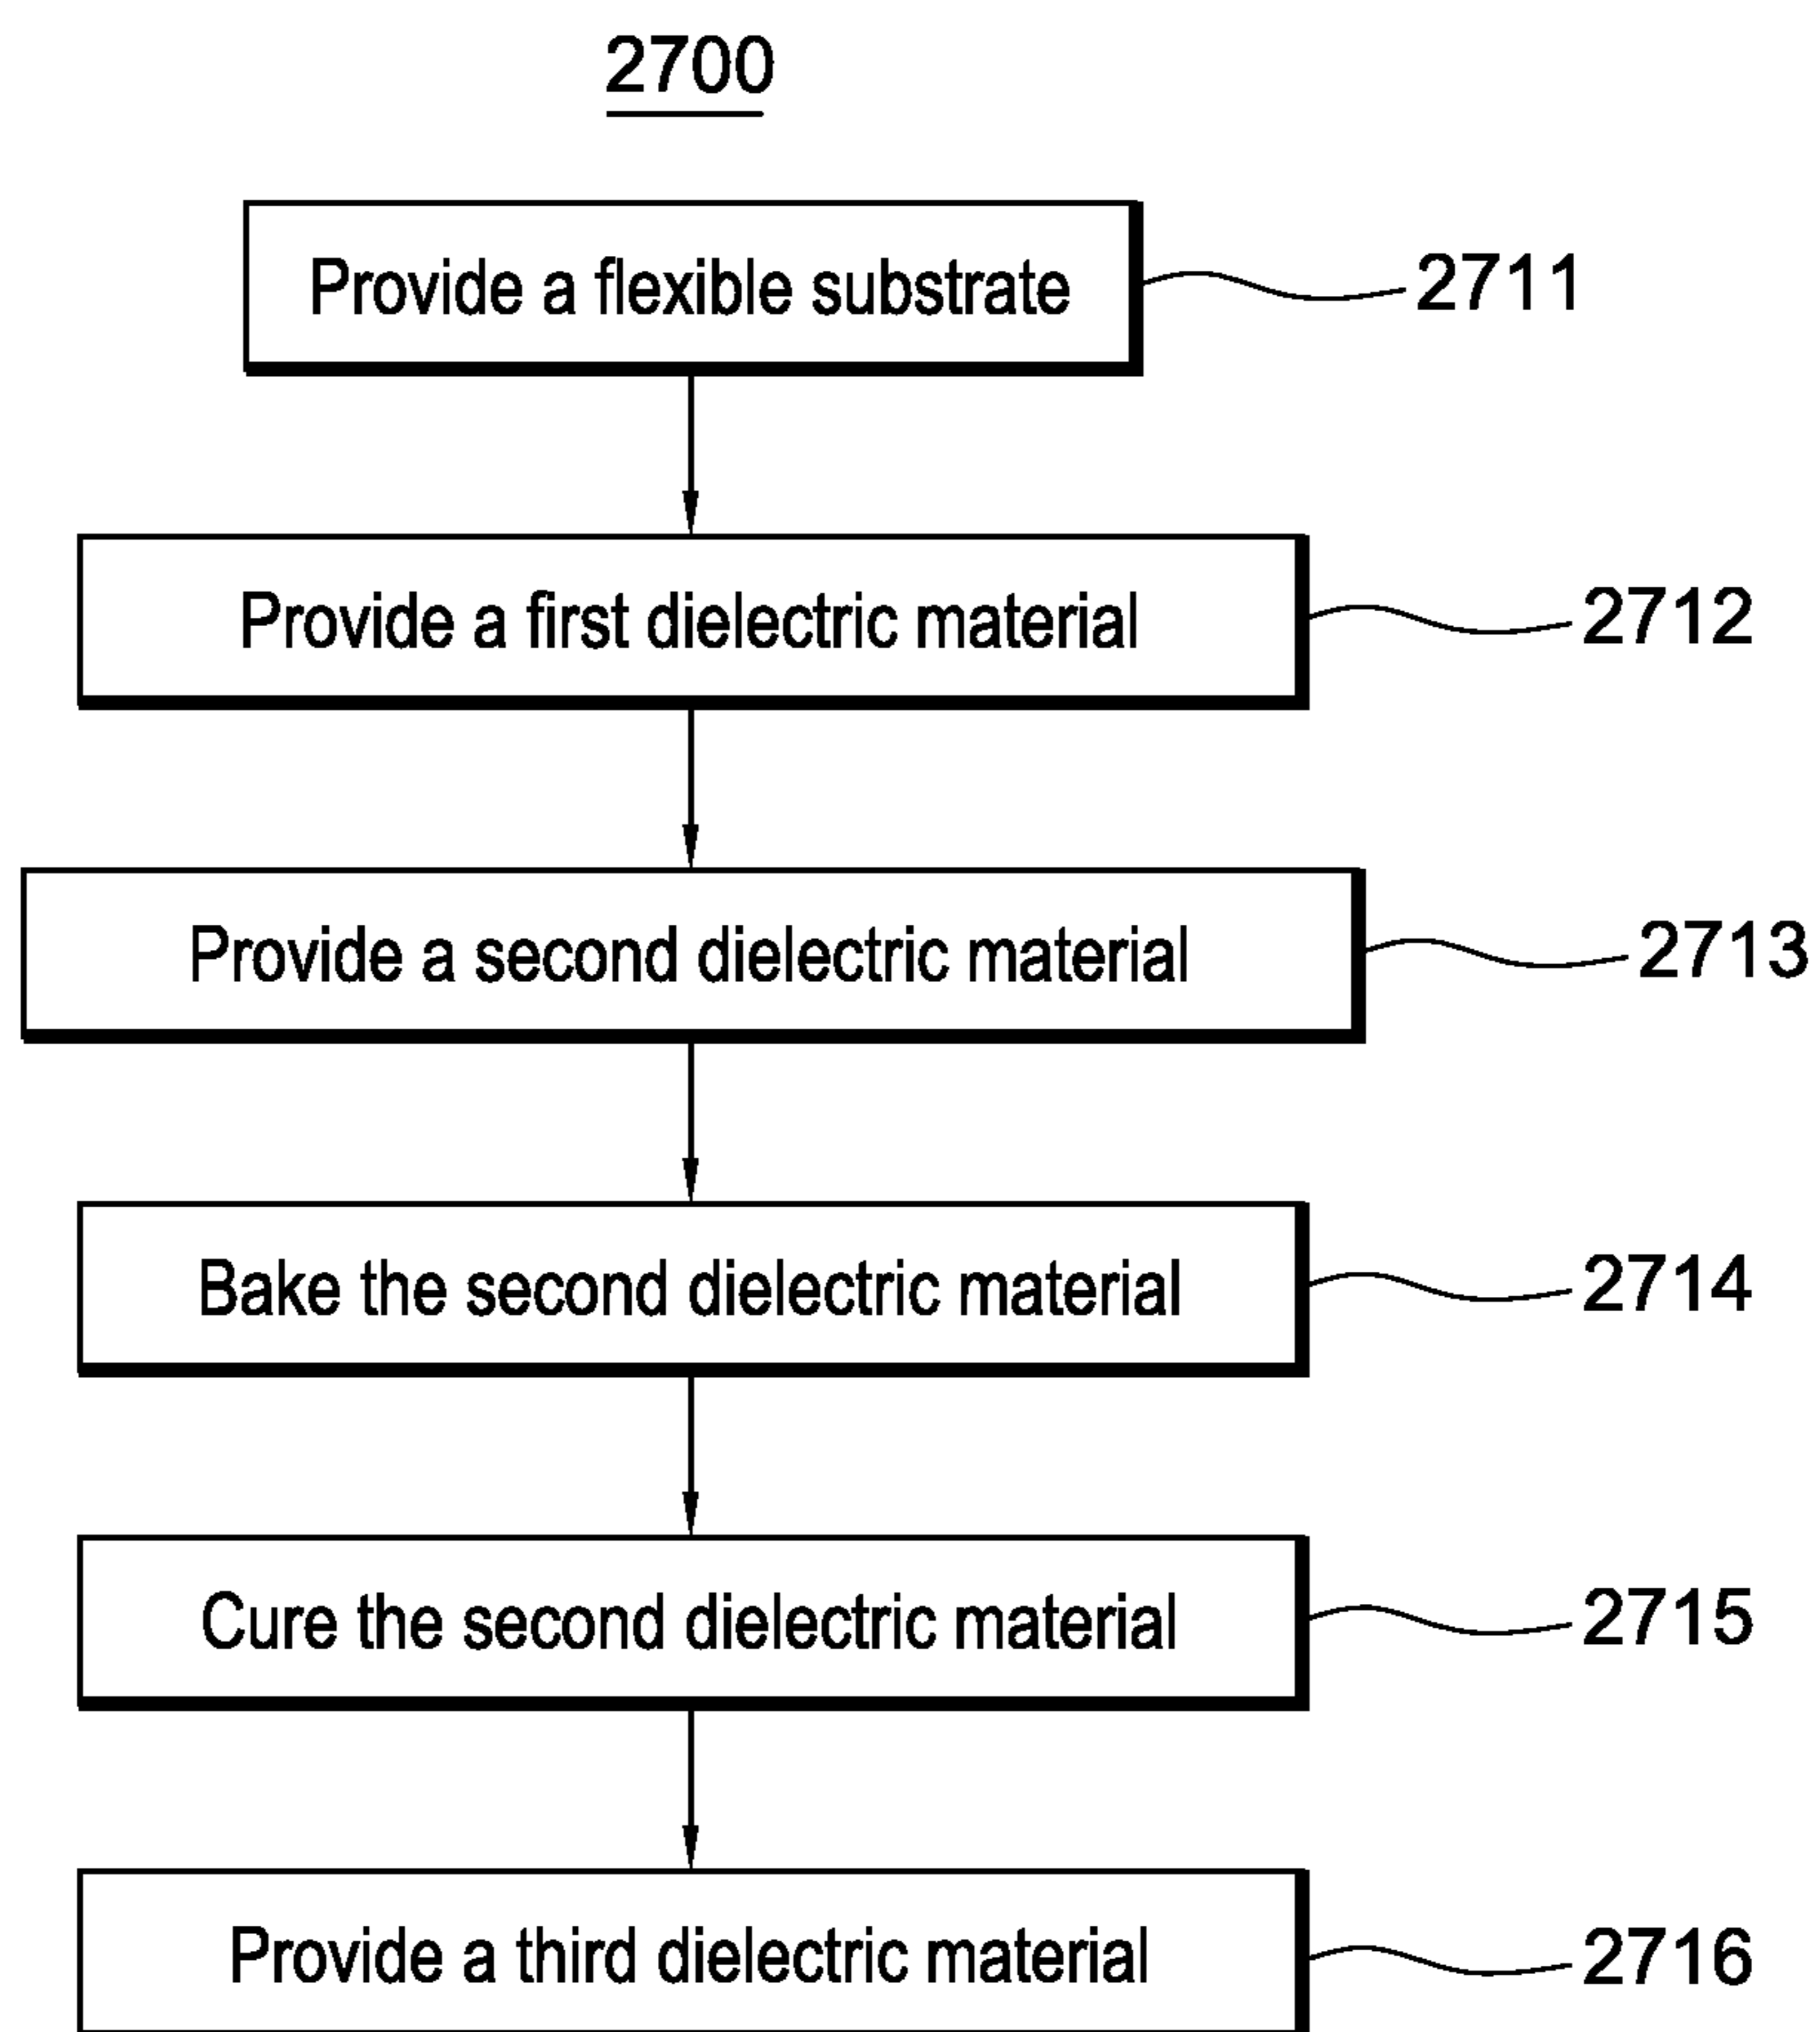 2700
Provide a flexible substrate 2711
Provide a first dielectric material 2712
Provide a second dielectric material 2713
Bake the second dielectric material 2714
Cure the second dielectric material 2715
Provide a third dielectric material 2716